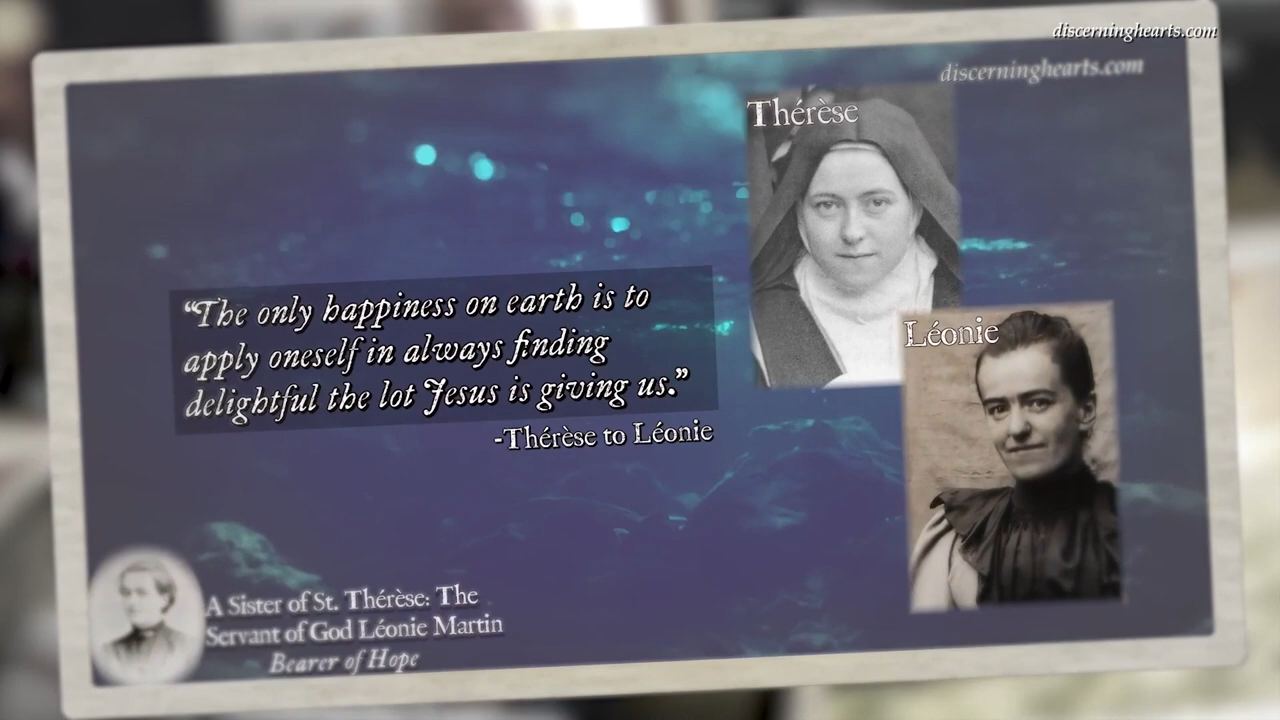 discerninghearts.com
discerninghearts.com
Thérèse
Léonie
“The only happiness on earth is to
apply oneself in always finding
delightful the lot Jesus is giving us.”
-Thérèse to Léonie
A Sister of St. Thérèse: The
Servant of God Léonie Martin
Bearer of Hope